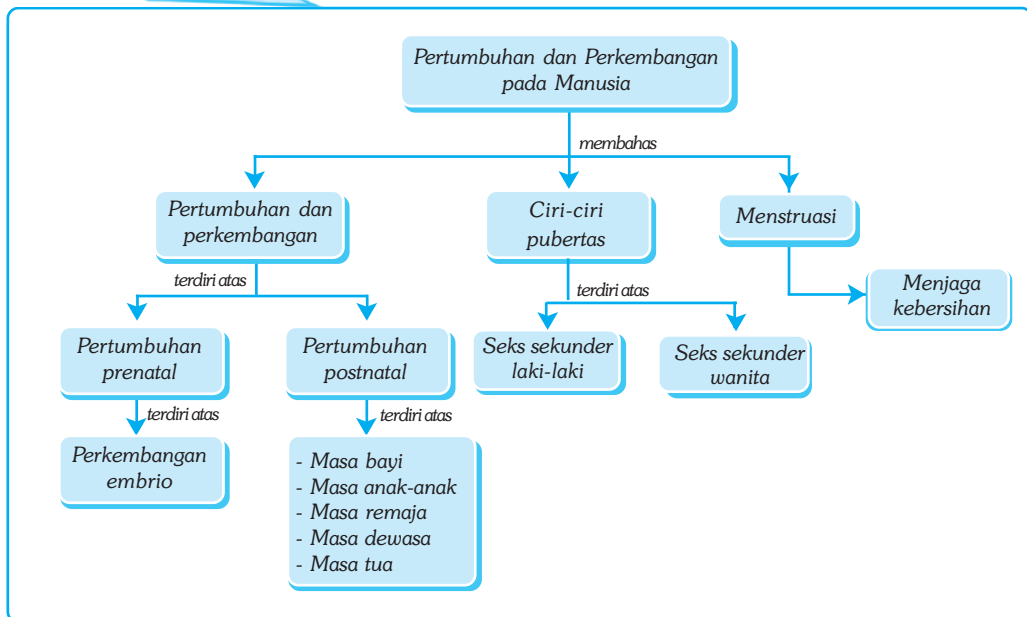 Pertumbuhan dan Perkembangan
pada Manusia
membahas
Pertumbuhan dan
perkembangan
Ciri-ciri
pubertas
Menstruasi
terdiri atas
terdiri atas
Menjaga
kebersihan
Pertumbuhan
prenatal
Pertumbuhan
postnatal
Seks sekunder
laki-laki
Seks sekunder
wanita
terdiri atas
terdiri atas
Perkembangan
embrio
- Masa bayi
- Masa anak-anak
- Masa remaja
- Masa dewasa
- Masa tua